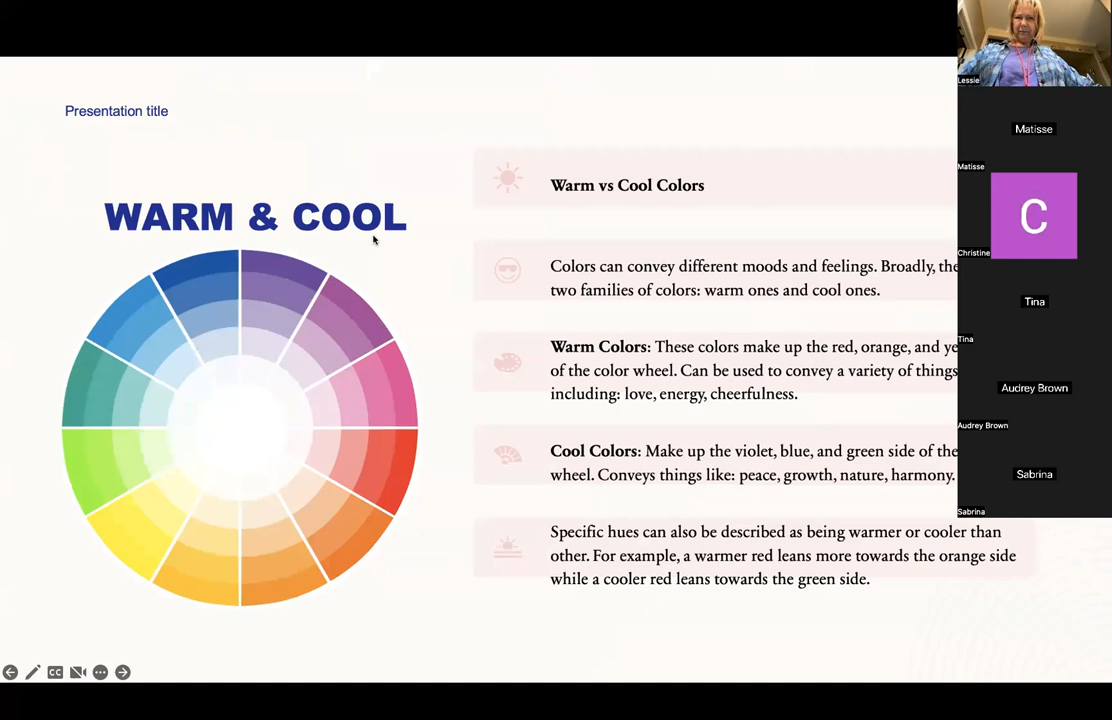 Presentation title
WARM & COOL
Warm vs Cool Colors
Colors can convey different moods and feelings. Broadly, the
two families of colors: warm ones and cool ones.
Warm Colors: These colors make up the red, orange, and ye
of the color wheel. Can be used to convey a variety of things
including: love, energy, cheerfulness.
Cool Colors: Make up the violet, blue, and green side of the
wheel. Conveys things like: peace, growth, nature, harmony.
Specific hues can also be described as being warmer or cooler than
other. For example, a warmer red leans more towards the orange side
while a cooler red leans towards the green side.
CC
Lessie
Matisse
Matisse
C
Christine
Tina
Tina
Audrey Brown
Audrey Brown
Sabrina
Sabrina